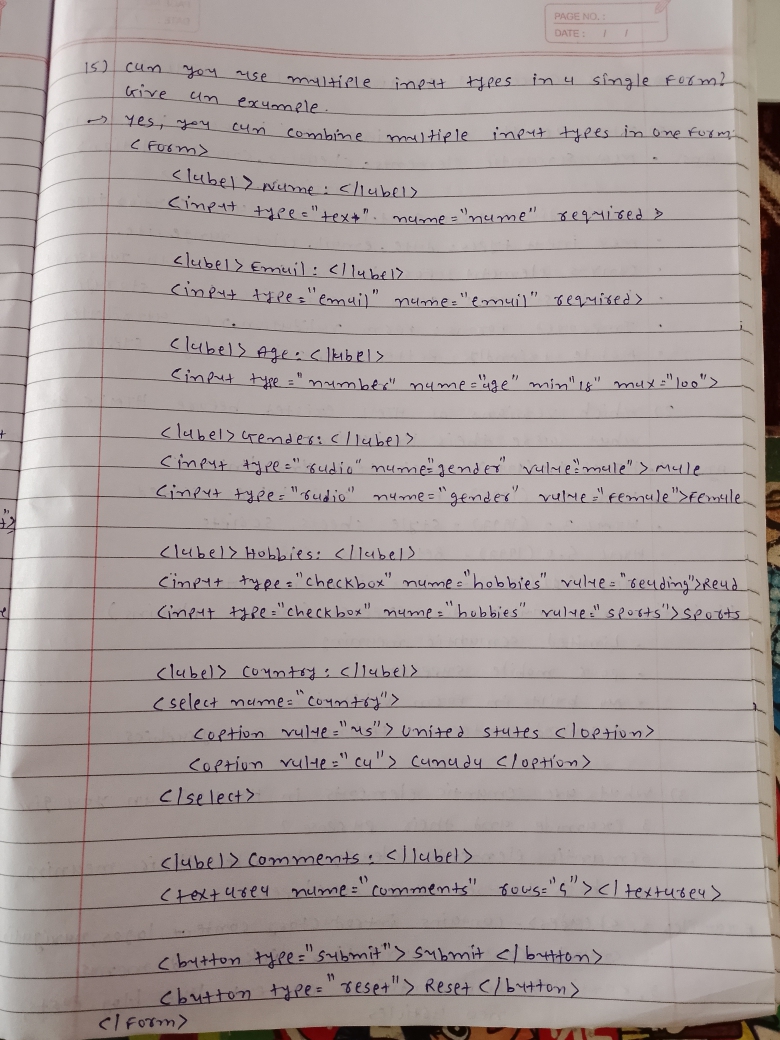 PAGE NO.:
DATE: / /
15) can you use multiple input types in a single form?
Give an example.
→ Yes, you can combine multiple input types in one form.
<form>
<label> Name : </label>
<input type="text" name="name" required >
<label> Email : </label>
<input type="email" name="email" required>
<label> Age : </label>
<input type="number" name="age" min"18" max="100">
<label> Gender: </label>
<input type="radio" name="gender" value="male" > Male
<input type="radio" name="gender" value="female">Female
<label> Hobbies: </label>
<input type="checkbox" name="hobbies" value="reading">Read
<input type="checkbox" name="hobbies" value="sports"> Sports
<label> Country : </label>
<select name="country">
<option value="us"> United states </option>
<option value="ca"> Canada </option>
</select>
<label> Comments : </label>
<textarea name="comments" rows="5"> </textarea>
<button type="submit"> Submit </button>
<button type="reset"> Reset </button>
</form>